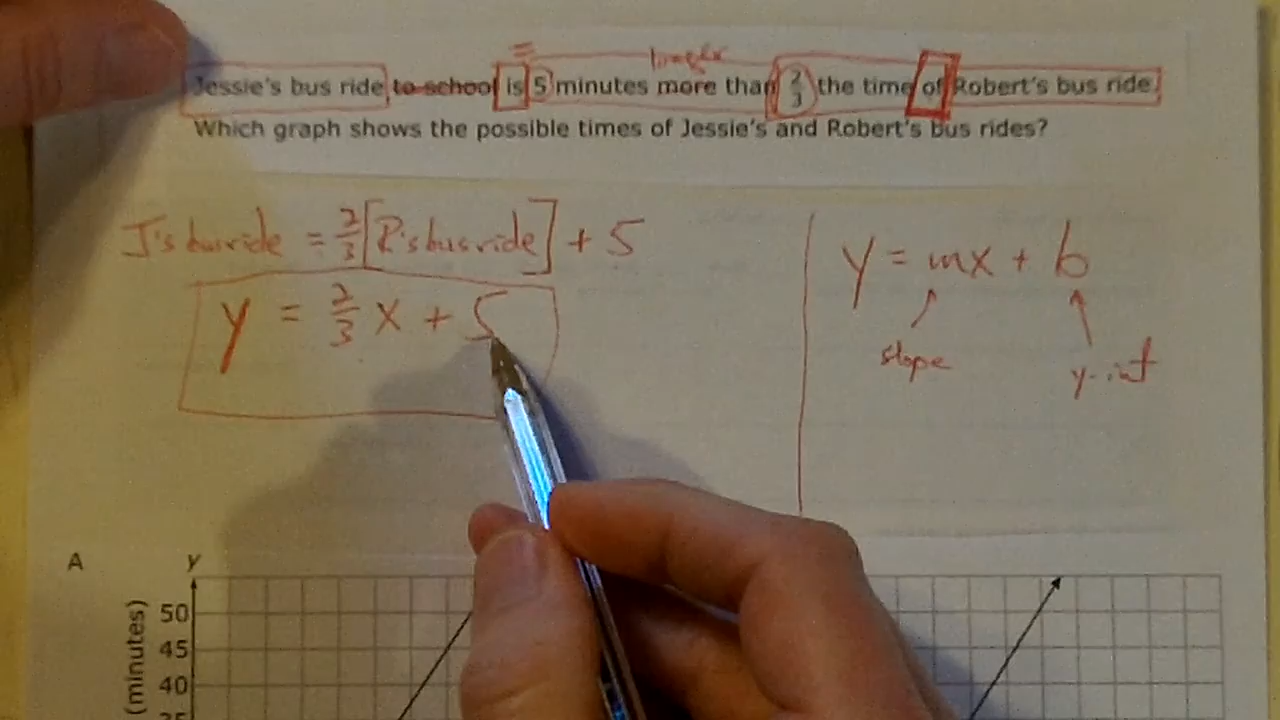 Jessie's bus ride to school is 5 minutes more than 2/3 the time of Robert's bus ride.
Which graph shows the possible times of Jessie's and Robert's bus rides?
J's bus ride = 2/3 [R's bus ride] + 5
y = 2/3 x + 5
y = mx + b
slope
y-int
A
y
(minutes)
50
45
40
35